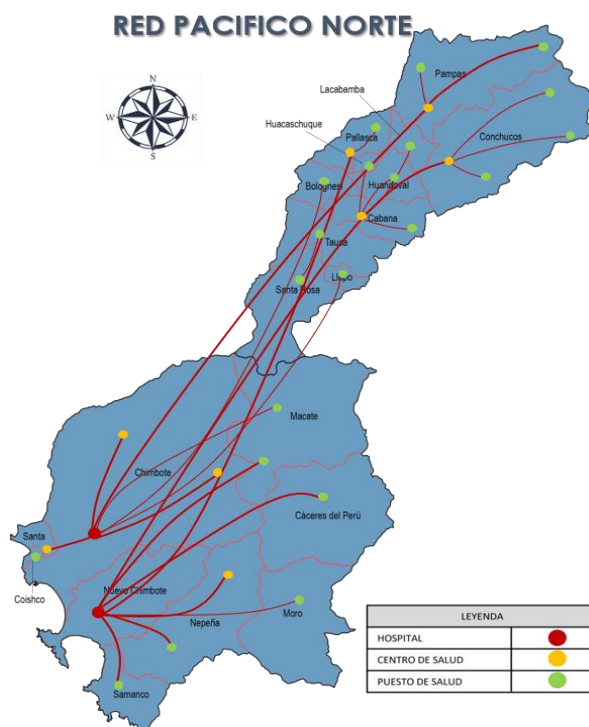 RED PACIFICO NORTE
N
W
E
S
Pampas
Lacabamba
Huacaschuque
Pallasca
Conchucos
Bolognesi
Huandoval
Cabana
Tauca
Llapo
Santa Rosa
Macate
Chimbote
Càceres del Perú
Santa
Coishco
Nuevo Chimbote
Nepeña
Moro
Samanco
LEYENDA
HOSPITAL
CENTRO DE SALUD
PUESTO DE SALUD